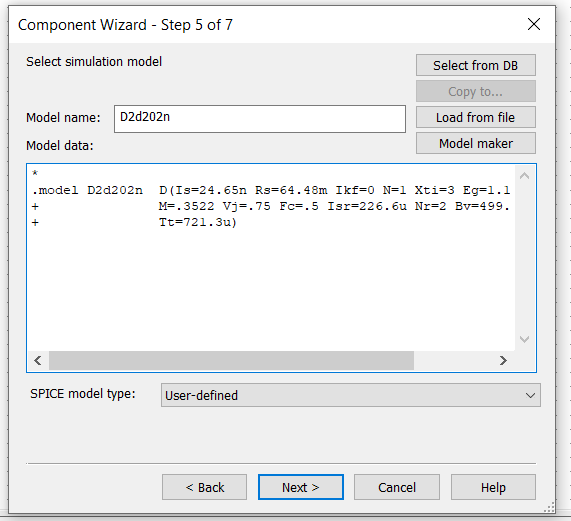 Component Wizard - Step 5 of 7
Select simulation model
Select from DB
Copy to...
Model name:
D2d202n
Load from file
Model data:
Model maker
*
.model D2d202n D(Is=24.65n Rs=64.48m Ikf=0 N=1 Xti=3 Eg=1.1
+ M=.3522 Vj=.75 Fc=.5 Isr=226.6u Nr=2 Bv=499.
+ Tt=721.3u)
SPICE model type:
User-defined
< Back
Next >
Cancel
Help